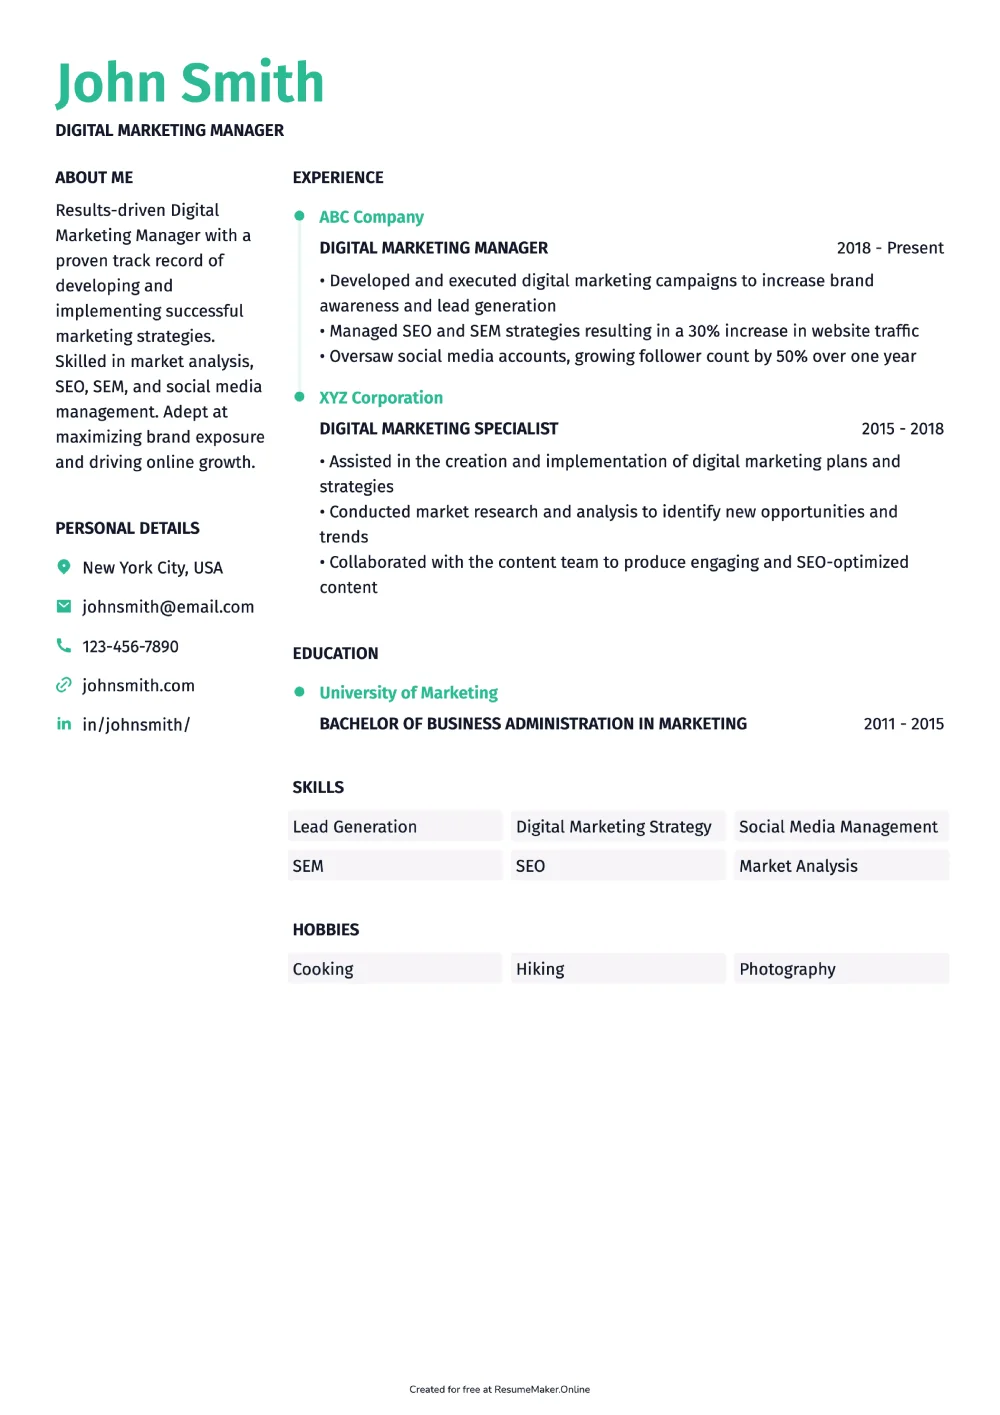 John Smith
DIGITAL MARKETING MANAGER
ABOUT ME
Results-driven Digital
Marketing Manager with a
proven track record of
developing and
implementing successful
marketing strategies.
Skilled in market analysis,
SEO, SEM, and social media
management. Adept at
maximizing brand exposure
and driving online growth.
PERSONAL DETAILS
New York City, USA
johnsmith@email.com
123-456-7890
johnsmith.com
in/johnsmith/
EXPERIENCE
ABC Company
DIGITAL MARKETING MANAGER 2018 - Present
• Developed and executed digital marketing campaigns to increase brand
awareness and lead generation
• Managed SEO and SEM strategies resulting in a 30% increase in website traffic
• Oversaw social media accounts, growing follower count by 50% over one year
XYZ Corporation
DIGITAL MARKETING SPECIALIST 2015 - 2018
• Assisted in the creation and implementation of digital marketing plans and
strategies
• Conducted market research and analysis to identify new opportunities and
trends
• Collaborated with the content team to produce engaging and SEO-optimized
content
EDUCATION
University of Marketing
BACHELOR OF BUSINESS ADMINISTRATION IN MARKETING 2011 - 2015
SKILLS
Lead Generation Digital Marketing Strategy Social Media Management
SEM SEO Market Analysis
HOBBIES
Cooking Hiking Photography
Created for free at ResumeMaker.Online